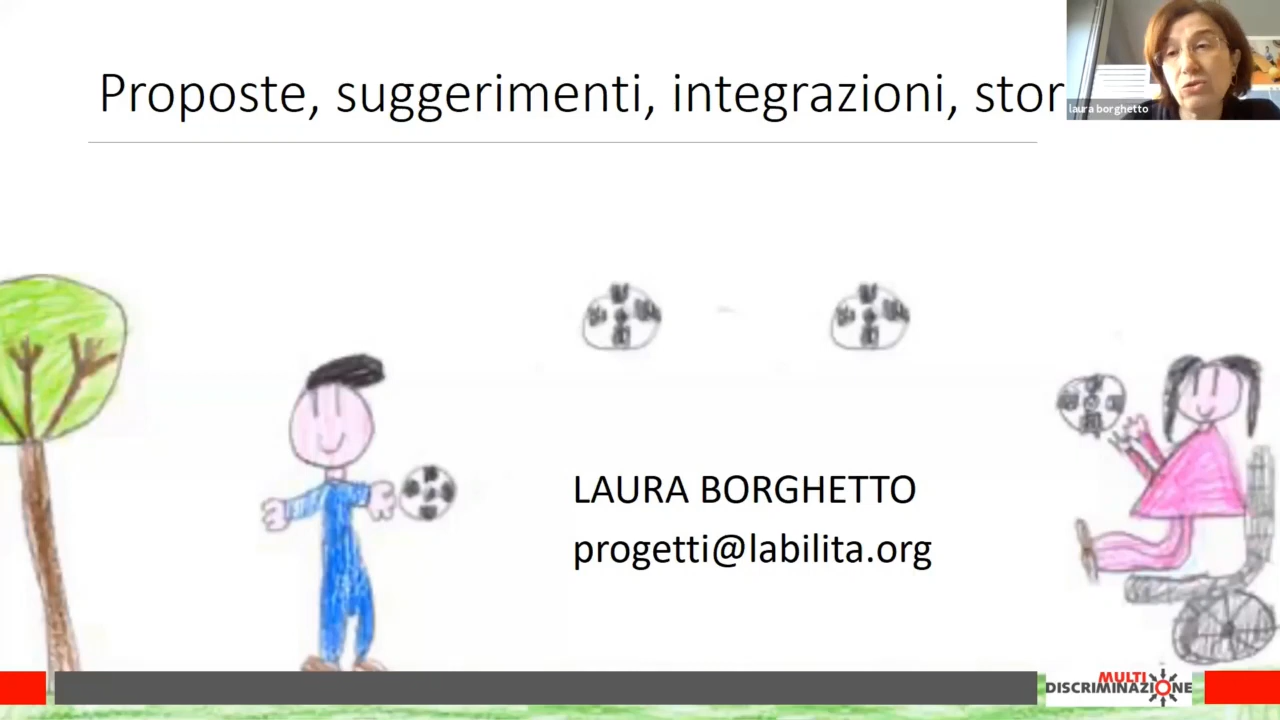 Proposte, suggerimenti, integrazioni, stor
laura borghetto
LAURA BORGHETTO
progetti@labilita.org
MULTI
DISCRIMINAZIONE